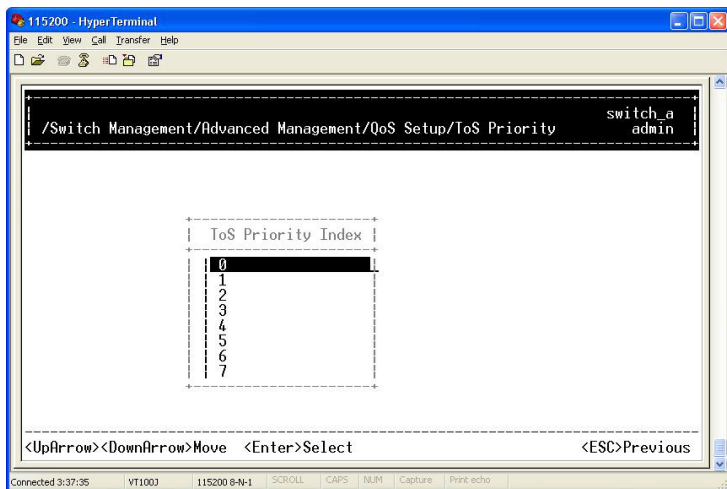 115200 - HyperTerminal
File Edit View Call Transfer Help
switch_a
/Switch Management/Advanced Management/QoS Setup/ToS Priority admin
ToS Priority Index
0
1
2
3
4
5
6
7
<UpArrow><DownArrow>Move <Enter>Select <ESC>Previous
Connected 3:37:35 VT100J 115200 8-N-1 SCROLL CAPS NUM Capture Print echo